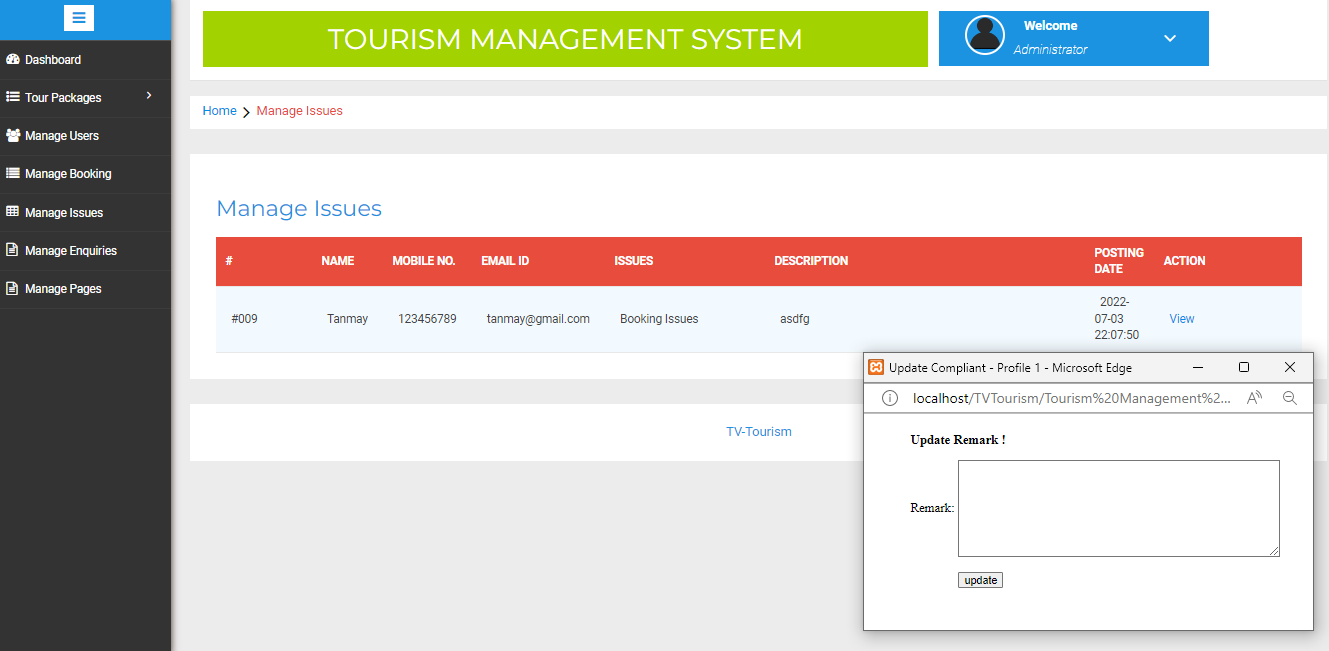 TOURISM MANAGEMENT SYSTEM
Welcome
Administrator
Dashboard
Tour Packages
Manage Users
Manage Booking
Manage Issues
Manage Enquiries
Manage Pages
Home > Manage Issues
Manage Issues
# NAME MOBILE NO. EMAIL ID ISSUES DESCRIPTION POSTING DATE ACTION
#009 Tanmay 123456789 tanmay@gmail.com Booking Issues asdfg 2022-07-03 22:07:50 View
TV-Tourism
Update Compliant - Profile 1 - Microsoft Edge
localhost/TVTourism/Tourism%20Management%2...
Update Remark !
Remark:
update